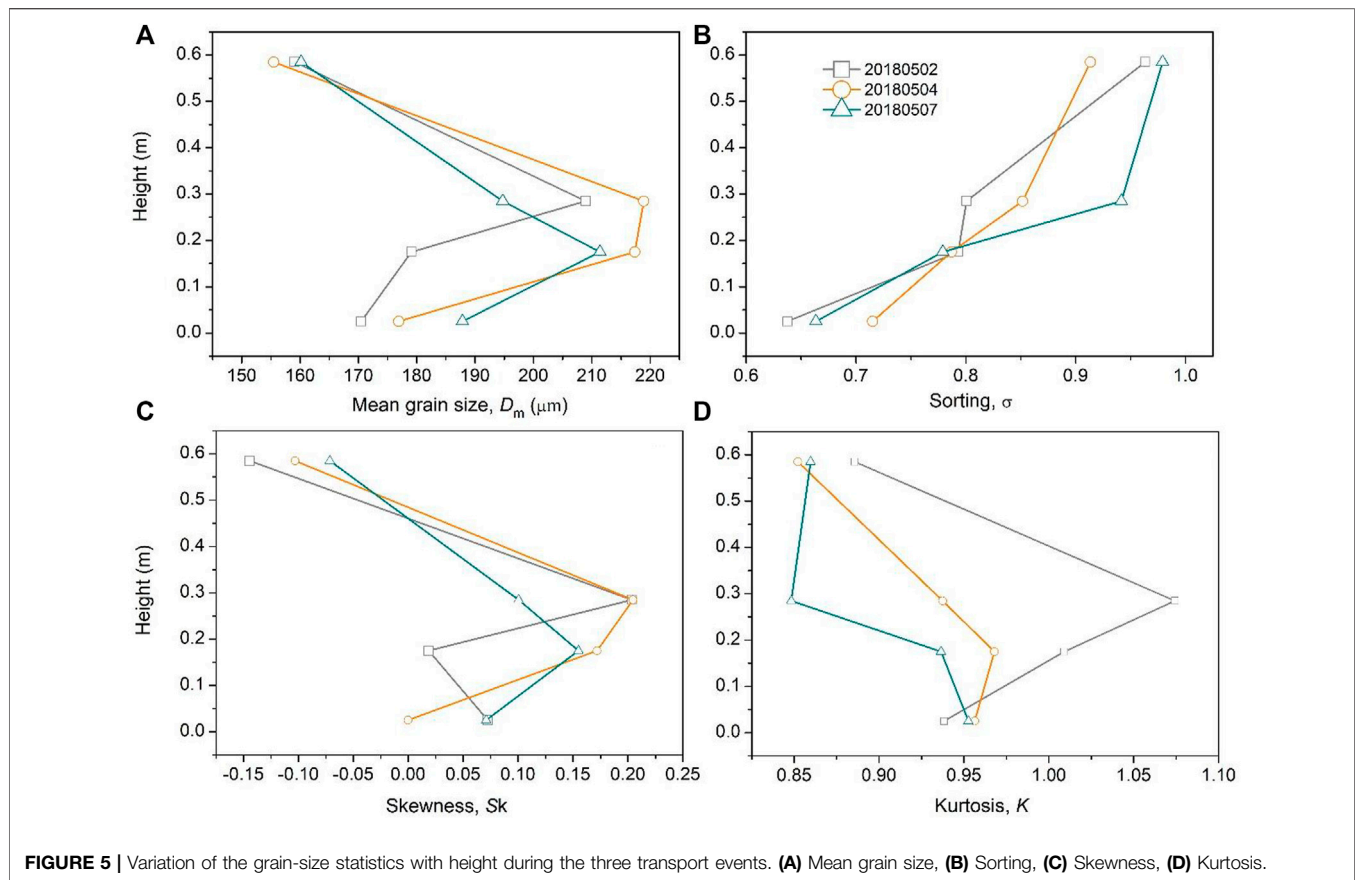 A
0.6
0.5
0.4
0.3
0.2
0.1
0.0
Height (m)
150 160 170 180 190 200 210 220
Mean grain size, Dm (μm)
B
20180502
20180504
20180507
0.6
0.5
0.4
0.3
0.2
0.1
0.0
Height (m)
0.6 0.7 0.8 0.9 1.0
Sorting, σ
C
0.6
0.5
0.4
0.3
0.2
0.1
0.0
Height (m)
-0.15 -0.10 -0.05 0.00 0.05 0.10 0.15 0.20 0.25
Skewness, Sk
D
0.6
0.5
0.4
0.3
0.2
0.1
0.0
Height (m)
0.85 0.90 0.95 1.00 1.05 1.10
Kurtosis, K
FIGURE 5 | Variation of the grain-size statistics with height during the three transport events. (A) Mean grain size, (B) Sorting, (C) Skewness, (D) Kurtosis.